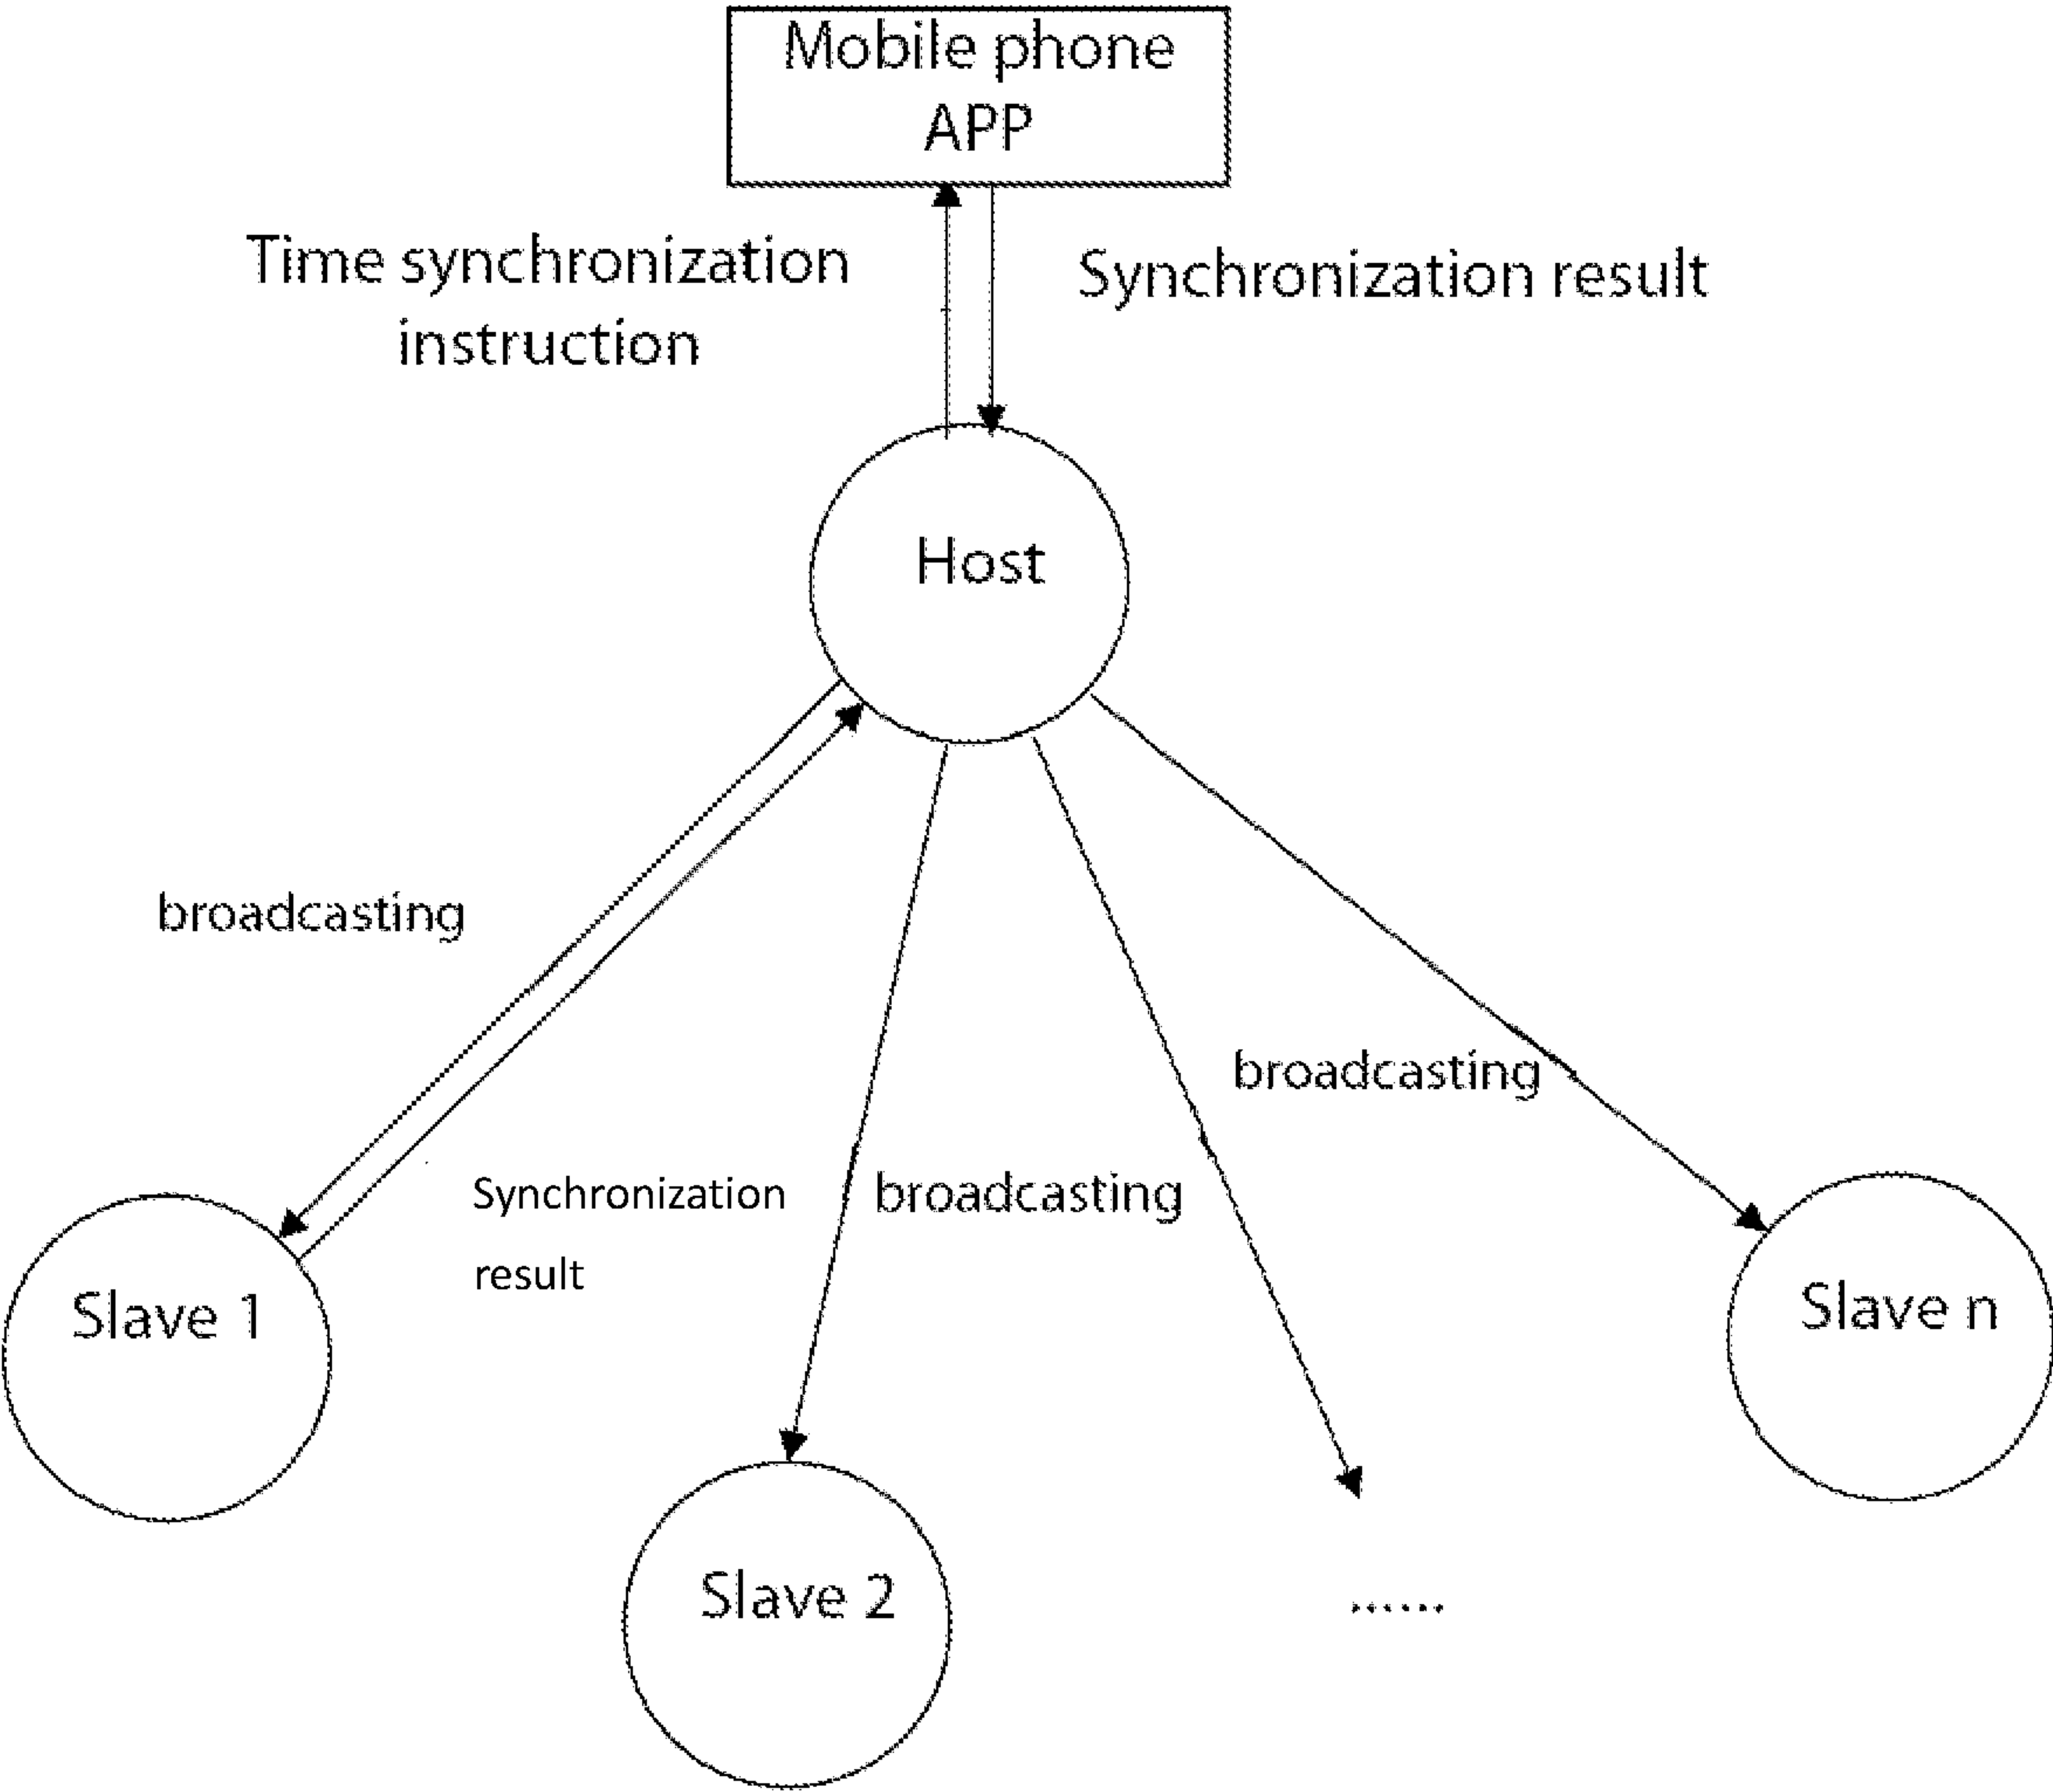 Mobile phone
APP
Time synchronization
instruction
Synchronization result
Host
broadcasting
broadcasting
Synchronization
result
broadcasting
Slave 1
Slave n
Slave 2
......